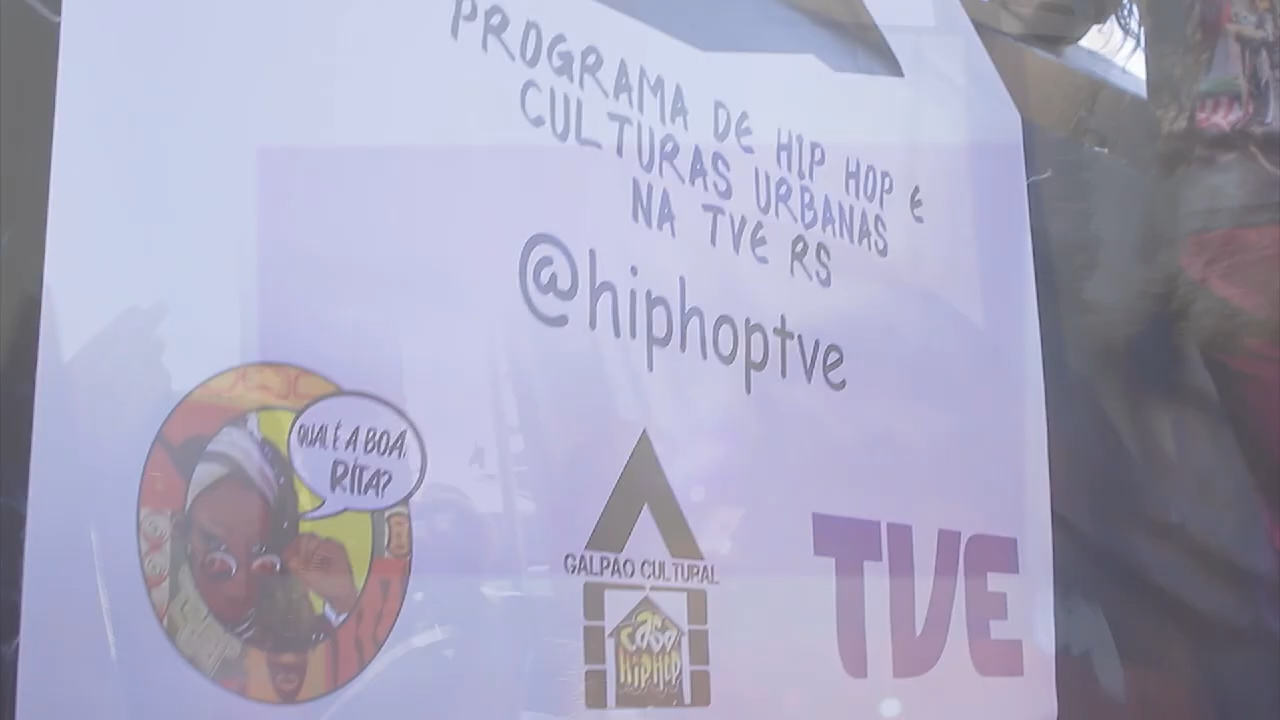 PROGRAMA DE HIP HOP E
CULTURAS URBANAS
NA TVE RS
@hiphoptve
QUAL É A BOA,
RITA?
GALPÃO CULTURAL
CASA
HIPHOP
TVE